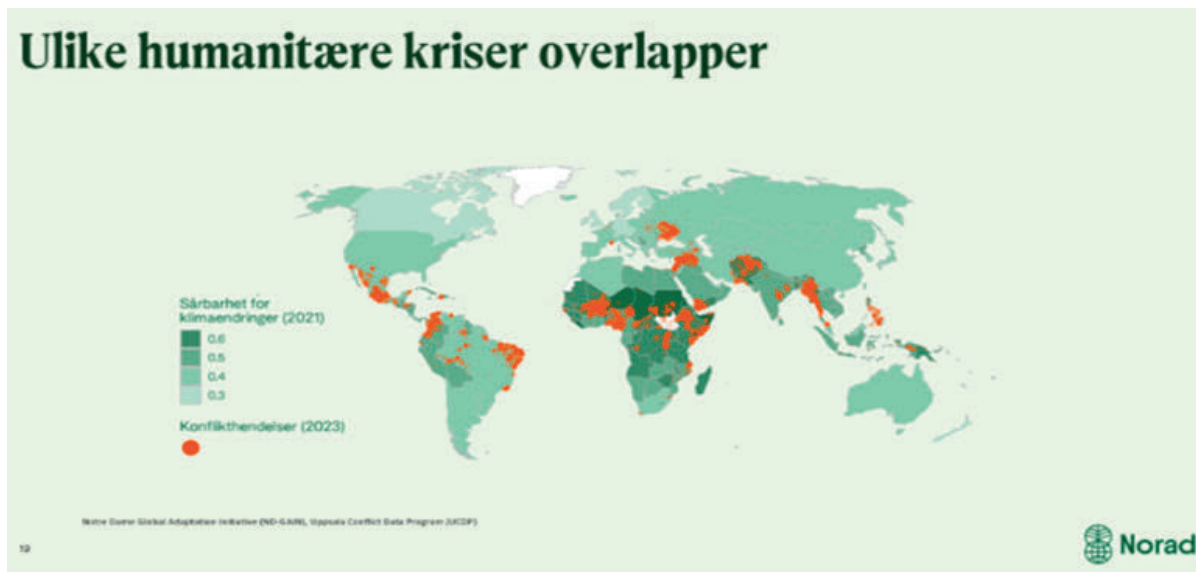 Ulike humanitære kriser overlapper
Sårbarhet for
klimaendringer (2021)
0.6
0.5
0.4
0.3
Konflikthendelser (2023)
Notre Dame Global Adaptation Initiative (ND-GAIN), Uppsala Conflict Data Program (UCDP)
19
Norad